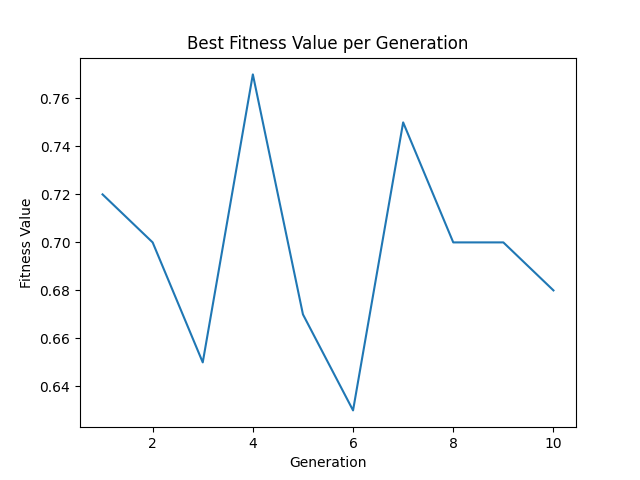 Best Fitness Value per Generation
Fitness Value
0.76
0.74
0.72
0.70
0.68
0.66
0.64
2 4 6 8 10
Generation